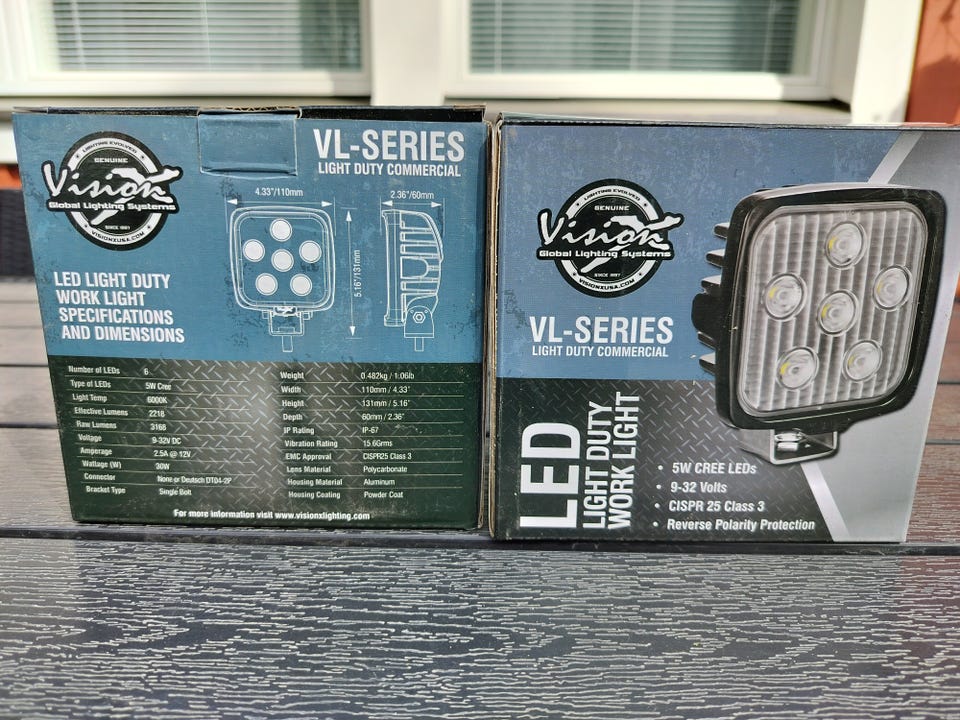 LIGHTING EVOLVED
GENUINE
Vision X
Global Lighting Systems
SINCE 1997
VISIONXUSA.COM
VL-SERIES
LIGHT DUTY COMMERCIAL
4.33"/110mm
2.36"/60mm
5.16"/131mm
LED LIGHT DUTY
WORK LIGHT
SPECIFICATIONS
AND DIMENSIONS
Number of LEDs 6
Type of LEDs 5W Cree
Light Temp 6000K
Effective Lumens 2218
Raw Lumens 3168
Voltage 9-32V DC
Amperage 2.5A @ 12V
Wattage (W) 30W
Connector None or Deutsch DT04-2P
Bracket Type Single Bolt
Weight 0.482kg / 1.06lb
Width 110mm / 4.33"
Height 131mm / 5.16"
Depth 60mm / 2.36"
IP Rating IP-67
Vibration Rating 15.6Grms
EMC Approval CISPR25 Class 3
Lens Material Polycarbonate
Housing Material Aluminum
Housing Coating Powder Coat
For more information visit www.visionxlighting.com
LIGHTING EVOLVED
GENUINE
Vision X
Global Lighting Systems
SINCE 1997
VISIONXUSA.COM
VL-SERIES
LIGHT DUTY COMMERCIAL
LED
LIGHT DUTY
WORK LIGHT
• 5W CREE LEDs
• 9-32 Volts
• CISPR 25 Class 3
• Reverse Polarity Protection